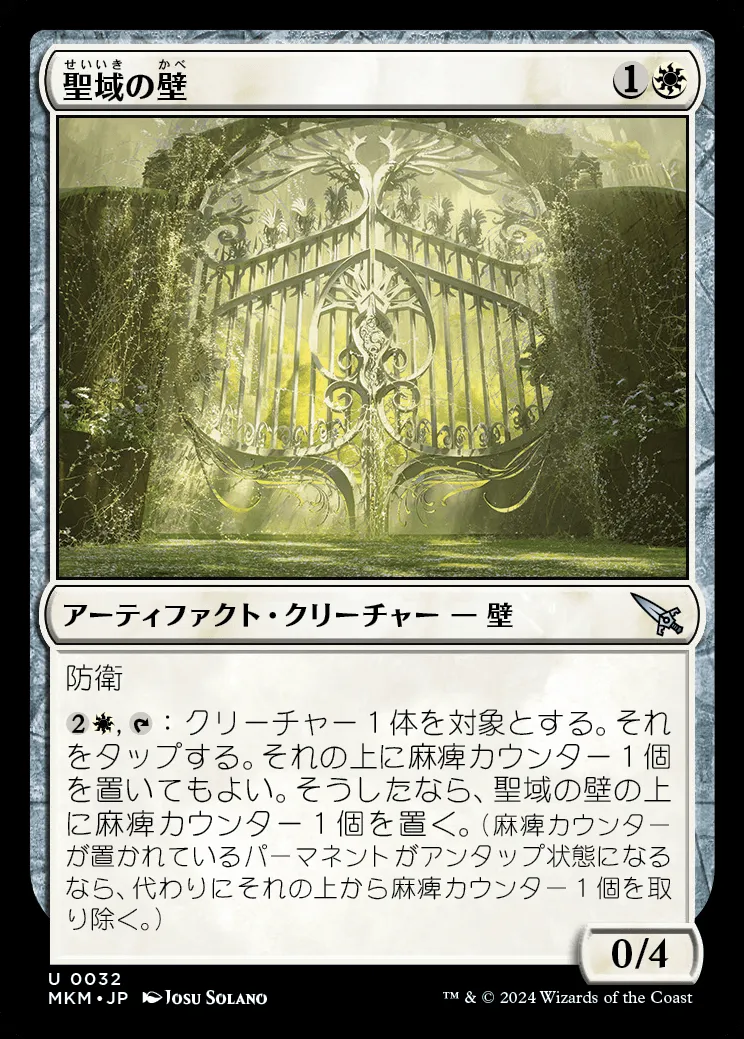 せいいき かべ
聖域の壁 1
アーティファクト・クリーチャー ― 壁
防衛
2, : クリーチャー1体を対象とする。それ
をタップする。それの上に麻痺カウンター1個
を置いてもよい。そうしたなら、聖域の壁の上
に麻痺カウンター1個を置く。(麻痺カウンター
が置かれているパーマネントがアンタップ状態になる
なら、代わりにそれの上から麻痺カウンター1個を取
り除く。)
0/4
U 0032
MKM・JP Josu Solano
™ & © 2024 Wizards of the Coast